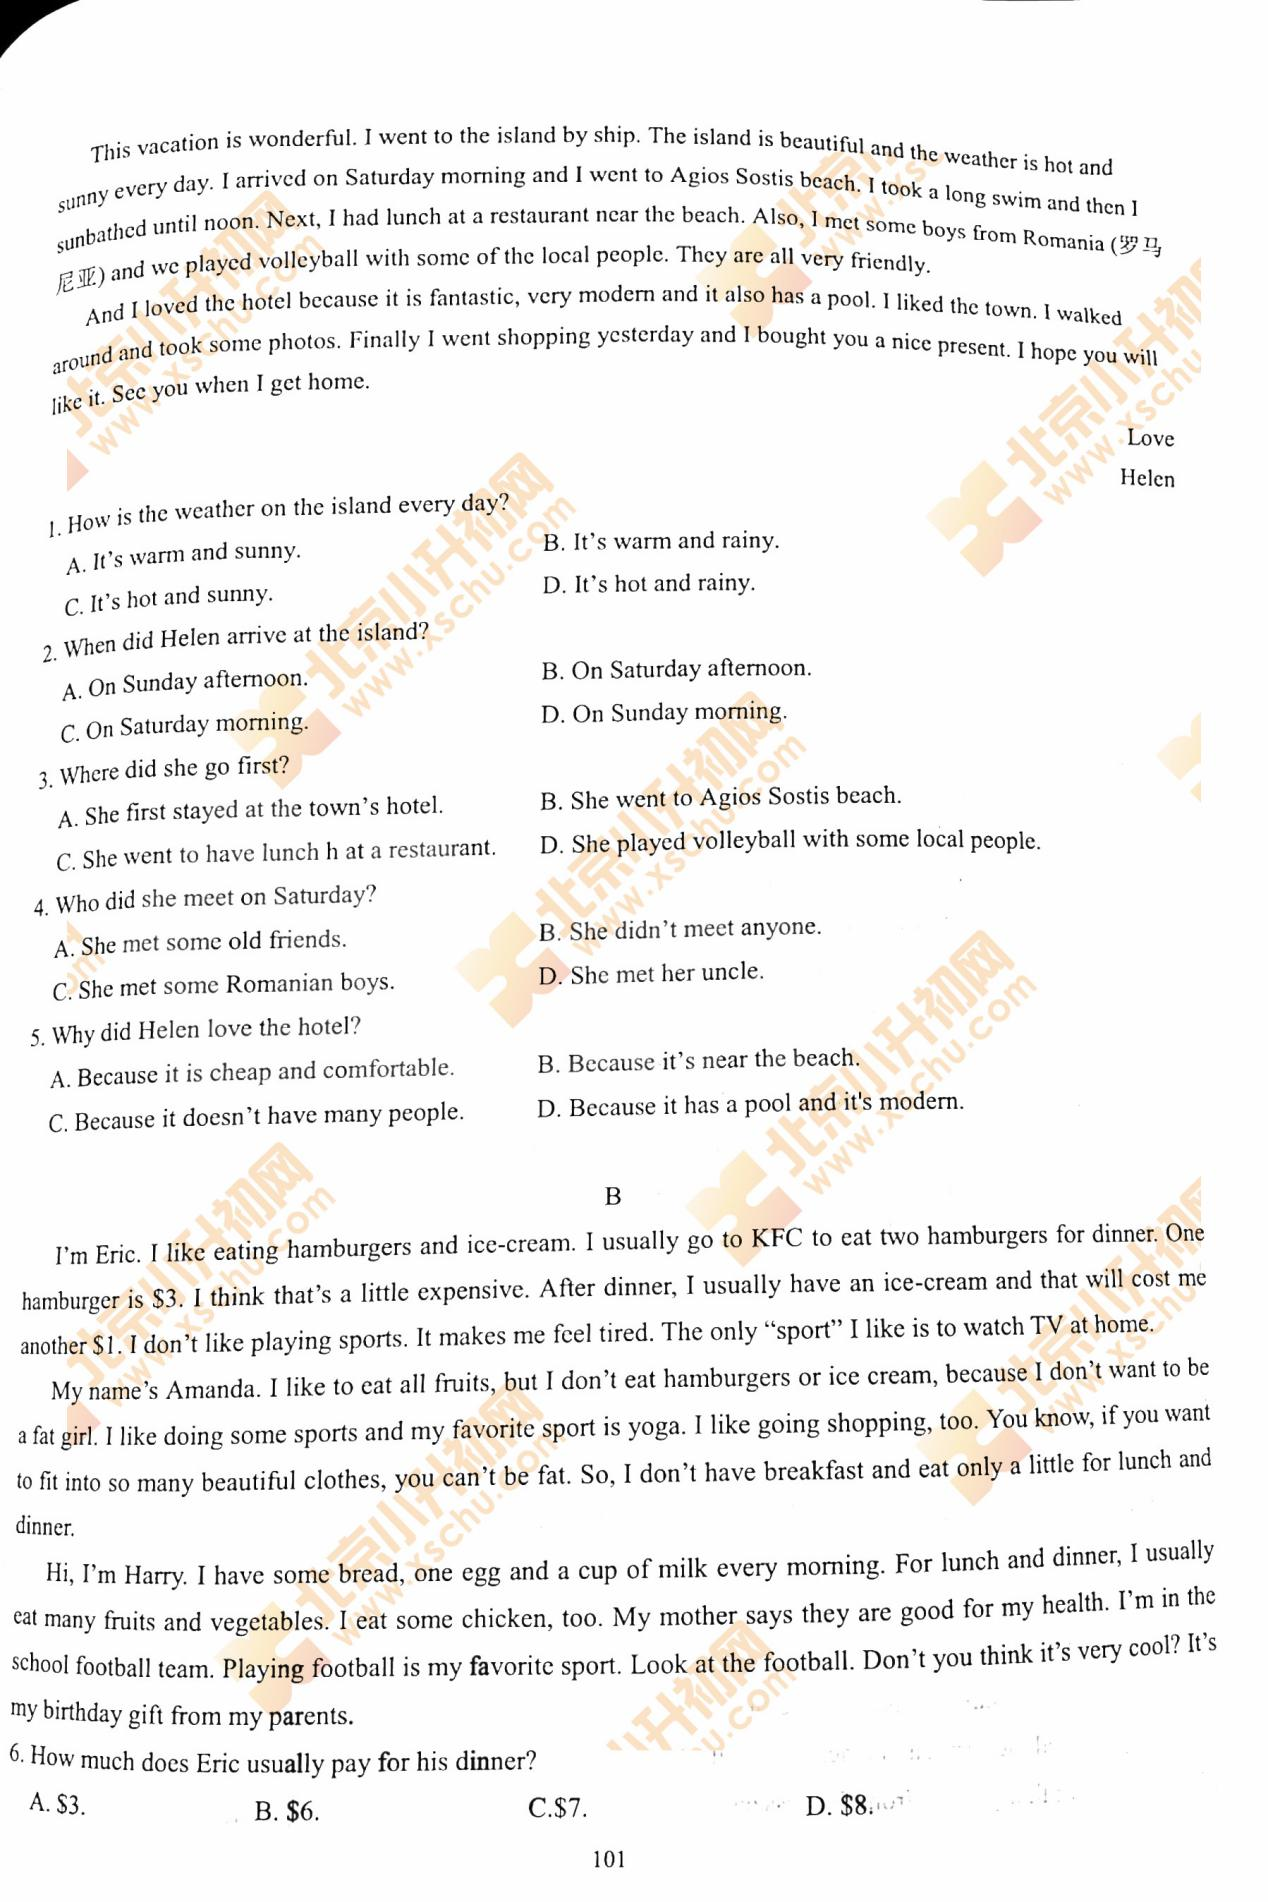 This vacation is wonderful. I went to the island by ship. The island is beautiful and the weather is hot and
sunny every day. I arrived on Saturday morning and I went to Agios Sostis beach. I took a long swim and then I
sunbathed until noon. Next, I had lunch at a restaurant near the beach. Also, I met some boys from Romania (罗马
尼亚) and we played volleyball with some of the local people. They are all very friendly.
And I loved the hotel because it is fantastic, very modern and it also has a pool. I liked the town. I walked
around and took some photos. Finally I went shopping yesterday and I bought you a nice present. I hope you will
like it. See you when I get home.
Love
Helen
1. How is the weather on the island every day?
A. It's warm and sunny.
B. It's warm and rainy.
C. It's hot and sunny.
D. It's hot and rainy.
2. When did Helen arrive at the island?
A. On Sunday afternoon.
B. On Saturday afternoon.
C. On Saturday morning.
D. On Sunday morning.
3. Where did she go first?
A. She first stayed at the town's hotel.
B. She went to Agios Sostis beach.
C. She went to have lunch h at a restaurant.
D. She played volleyball with some local people.
4. Who did she meet on Saturday?
A. She met some old friends.
B. She didn't meet anyone.
C. She met some Romanian boys.
D. She met her uncle.
5. Why did Helen love the hotel?
A. Because it is cheap and comfortable.
B. Because it's near the beach.
C. Because it doesn't have many people.
D. Because it has a pool and it's modern.
B
I'm Eric. I like eating hamburgers and ice-cream. I usually go to KFC to eat two hamburgers for dinner. One
hamburger is $3. I think that's a little expensive. After dinner, I usually have an ice-cream and that will cost me
another $1. I don't like playing sports. It makes me feel tired. The only “sport” I like is to watch TV at home.
My name's Amanda. I like to eat all fruits, but I don't eat hamburgers or ice cream, because I don't want to be
a fat girl. I like doing some sports and my favorite sport is yoga. I like going shopping, too. You know, if you want
to fit into so many beautiful clothes, you can't be fat. So, I don't have breakfast and eat only a little for lunch and
dinner.
Hi, I'm Harry. I have some bread, one egg and a cup of milk every morning. For lunch and dinner, I usually
eat many fruits and vegetables. I eat some chicken, too. My mother says they are good for my health. I'm in the
school football team. Playing football is my favorite sport. Look at the football. Don't you think it's very cool? It's
my birthday gift from my parents.
6. How much does Eric usually pay for his dinner?
A. $3.
B. $6.
C.$7.
D. $8.
101
北京小升初网
www.xschu.com